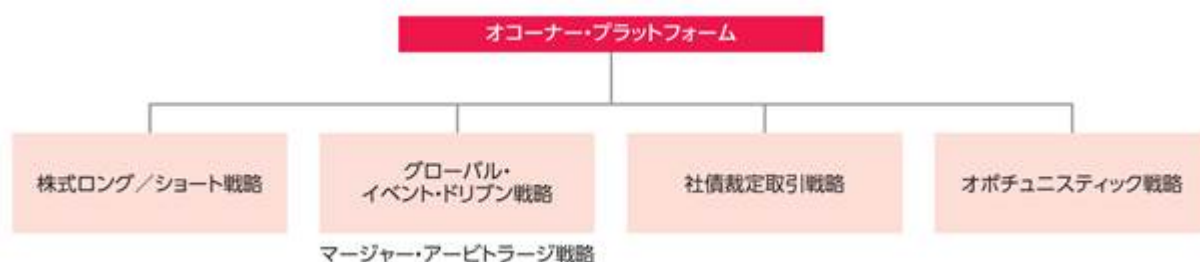 オコーナー・プラットフォーム
株式ロング／ショート戦略
グローバル・
イベント・ドリブン戦略
社債裁定取引戦略
オポチュニスティック戦略
マージャー・アービトラージ戦略